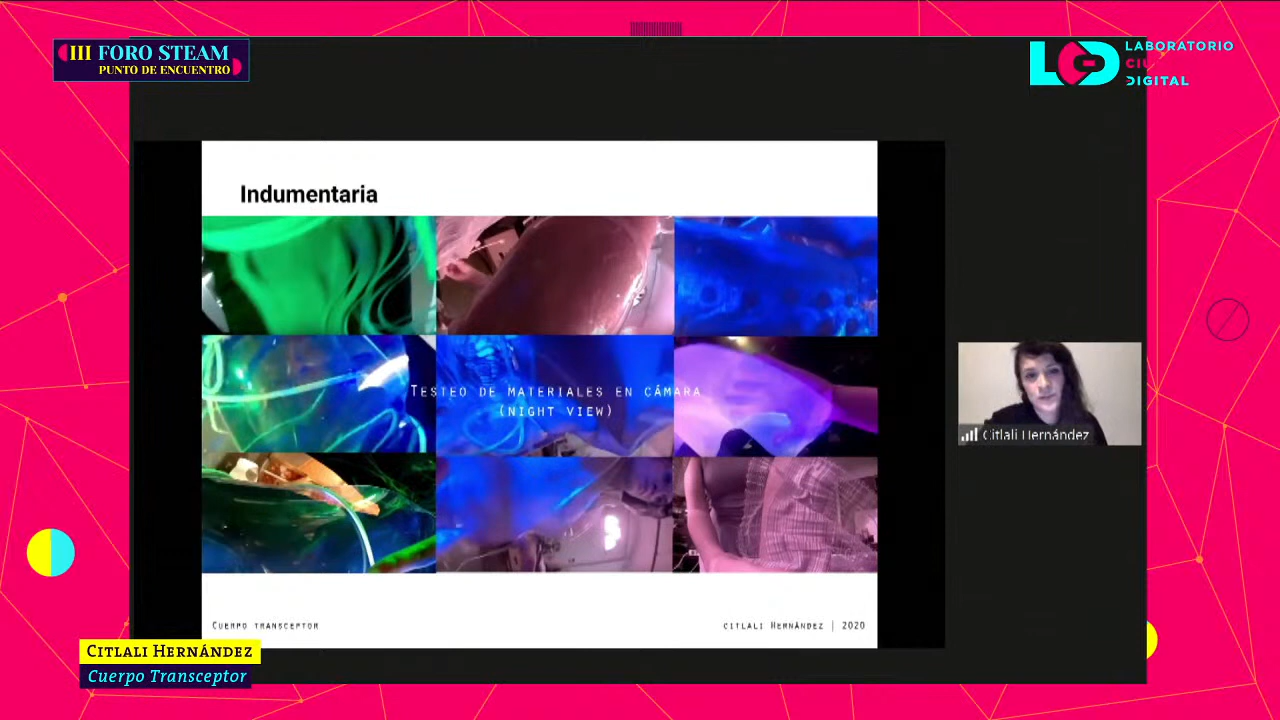 III FORO STEAM
PUNTO DE ENCUENTRO
LABORATORIO
DIGITAL
Indumentaria
TESTEO DE MATERIALES EN CÁMARA
(NIGHT VIEW)
Citlali Hernández
CUERPO TRANSCEPTOR
CITLALI HERNÁNDEZ | 2020
CITLALI HERNÁNDEZ
Cuerpo Transceptor